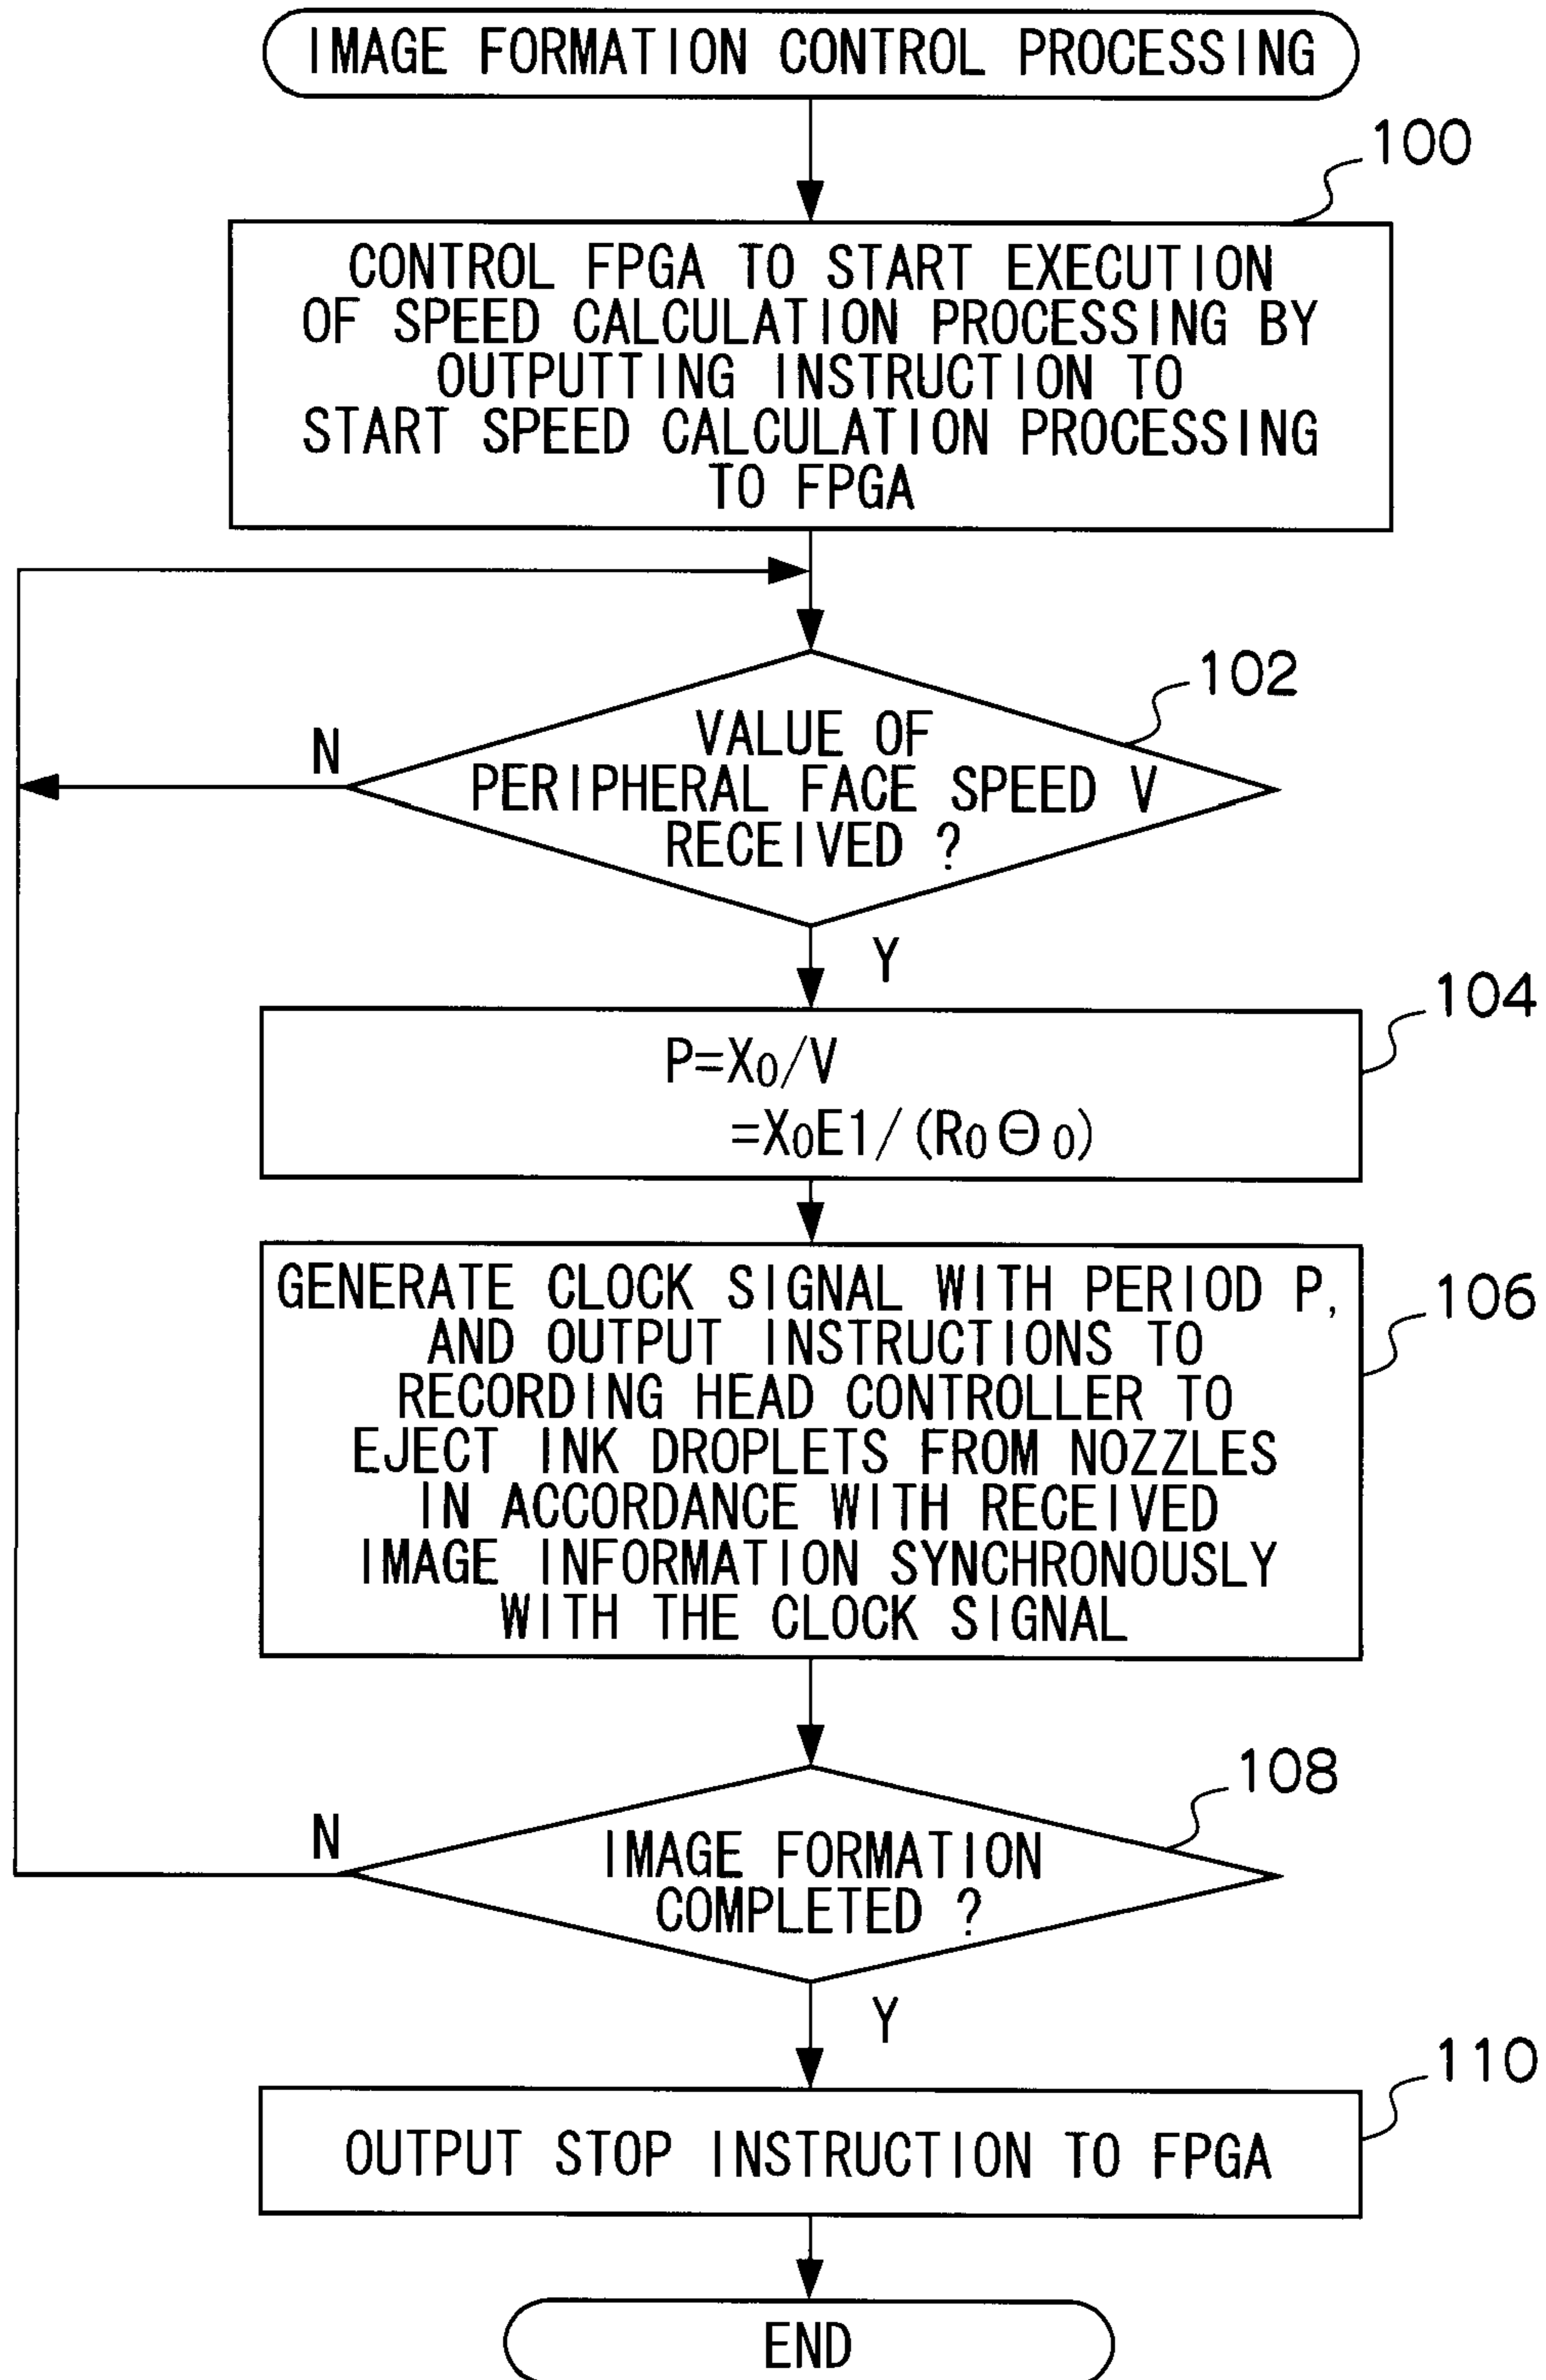 IMAGE FORMATION CONTROL PROCESSING
100
CONTROL FPGA TO START EXECUTION
OF SPEED CALCULATION PROCESSING BY
OUTPUTTING INSTRUCTION TO
START SPEED CALCULATION PROCESSING
TO FPGA
102
N
VALUE OF
PERIPHERAL FACE SPEED V
RECEIVED ?
Y
104
P=X0/V
=X0E1/(R0Θ0)
106
GENERATE CLOCK SIGNAL WITH PERIOD P,
AND OUTPUT INSTRUCTIONS TO
RECORDING HEAD CONTROLLER TO
EJECT INK DROPLETS FROM NOZZLES
IN ACCORDANCE WITH RECEIVED
IMAGE INFORMATION SYNCHRONOUSLY
WITH THE CLOCK SIGNAL
108
N
IMAGE FORMATION
COMPLETED ?
Y
110
OUTPUT STOP INSTRUCTION TO FPGA
END